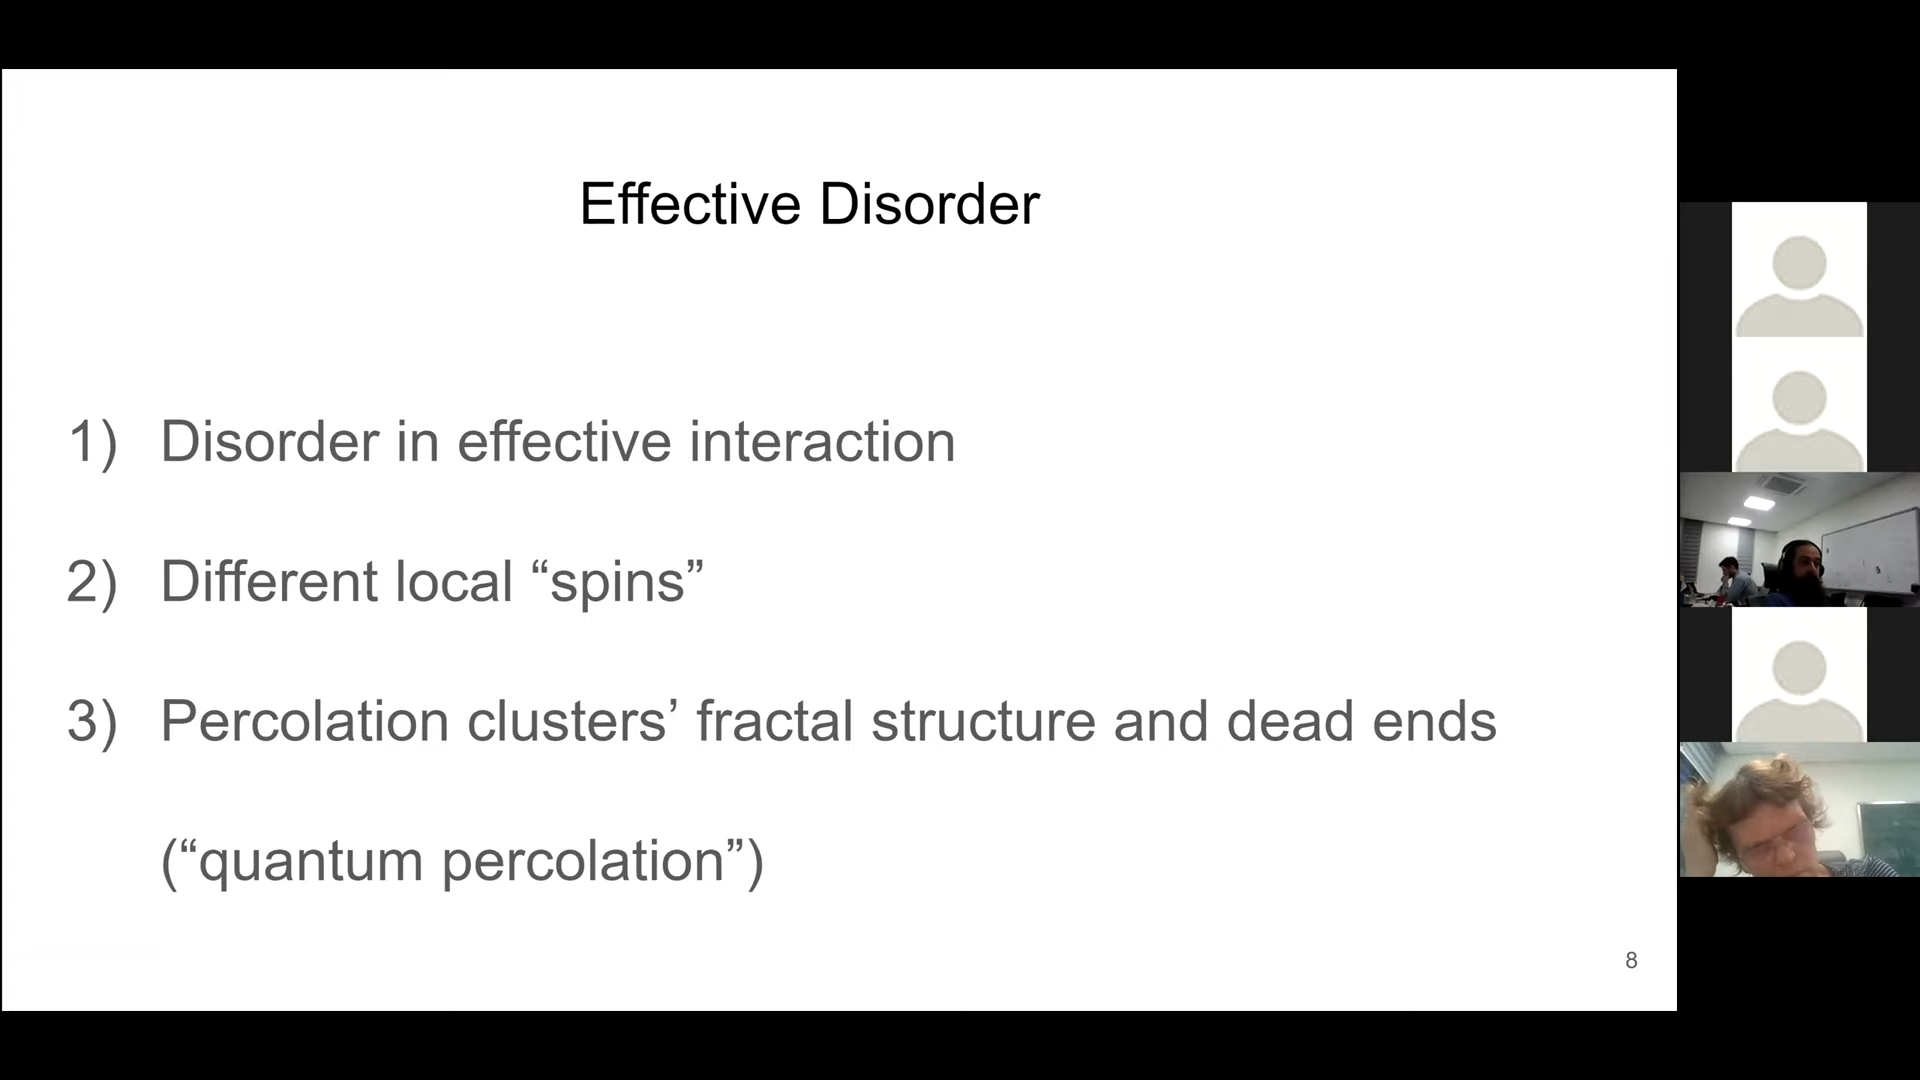 Effective Disorder
1) Disorder in effective interaction
2) Different local “spins”
3) Percolation clusters’ fractal structure and dead ends
(“quantum percolation”)
8